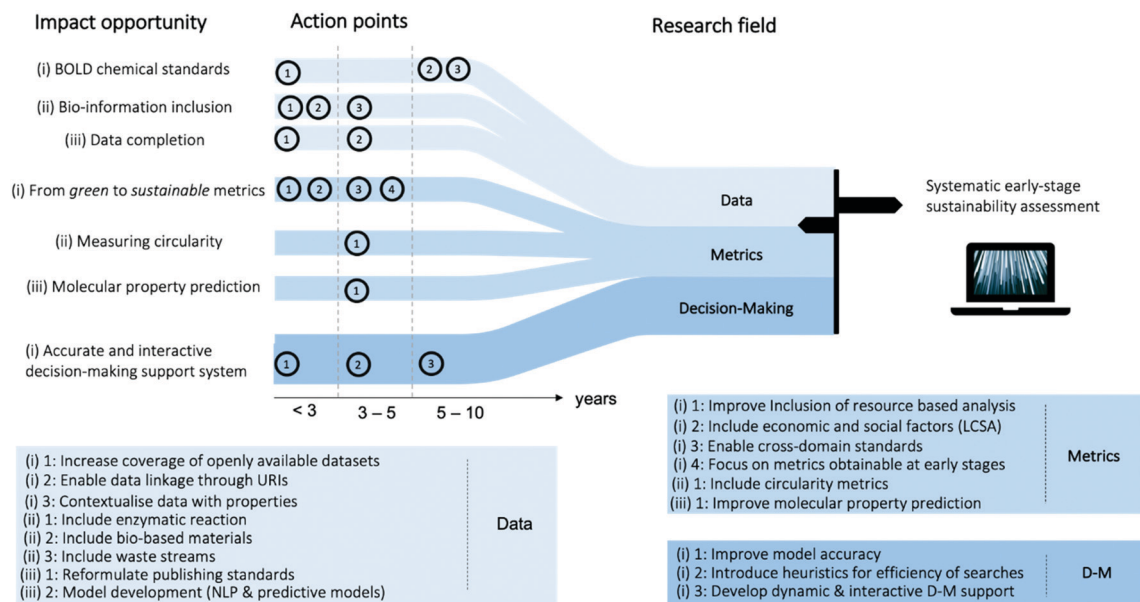 Impact opportunity
Action points
Research field
(i) BOLD chemical standards
1
2
3
(ii) Bio-information inclusion
1
2
3
(iii) Data completion
1
2
(i) From green to sustainable metrics
1
2
3
4
(ii) Measuring circularity
1
(iii) Molecular property prediction
1
(i) Accurate and interactive
decision-making support system
1
2
3
< 3
3 – 5
5 – 10
years
Data
Metrics
Decision-Making
Systematic early-stage
sustainability assessment
(i) 1: Increase coverage of openly available datasets
(i) 2: Enable data linkage through URIs
(i) 3: Contextualise data with properties
(ii) 1: Include enzymatic reaction
(ii) 2: Include bio-based materials
(ii) 3: Include waste streams
(iii) 1: Reformulate publishing standards
(iii) 2: Model development (NLP & predictive models)
Data
(i) 1: Improve Inclusion of resource based analysis
(i) 2: Include economic and social factors (LCSA)
(i) 3: Enable cross-domain standards
(i) 4: Focus on metrics obtainable at early stages
(ii) 1: Include circularity metrics
(iii) 1: Improve molecular property prediction
Metrics
(i) 1: Improve model accuracy
(i) 2: Introduce heuristics for efficiency of searches
(i) 3: Develop dynamic & interactive D-M support
D-M